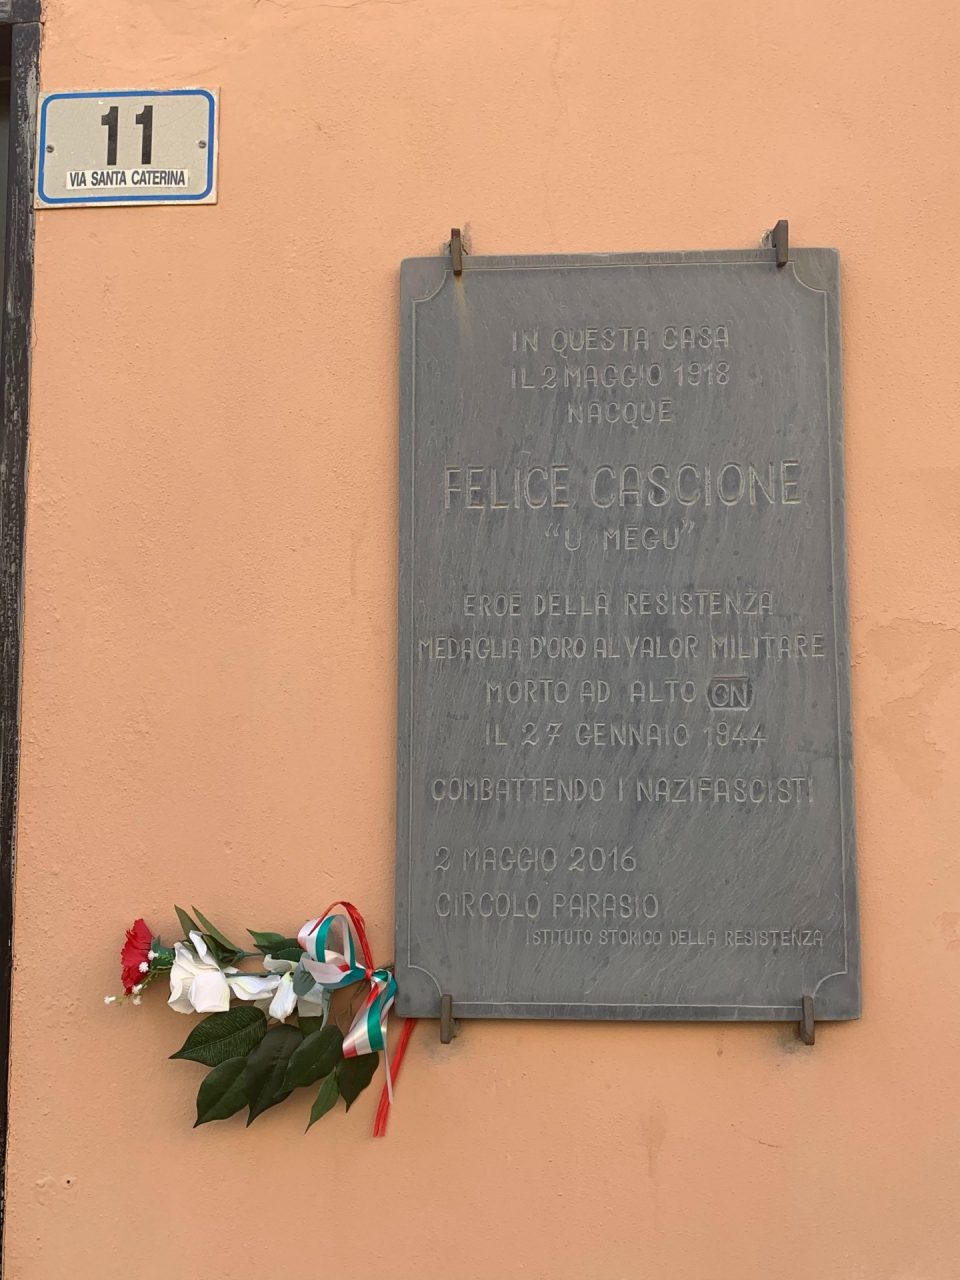 11
VIA SANTA CATERINA
IN QUESTA CASA
IL 2 MAGGIO 1918
NACQUE
FELICE CASCIONE
"U MEGU"
EROE DELLA RESISTENZA
MEDAGLIA D'ORO AL VALOR MILITARE
MORTO AD ALTO CN
IL 27 GENNAIO 1944
COMBATTENDO I NAZIFASCISTI
2 MAGGIO 2016
CIRCOLO PARASIO
ISTITUTO STORICO DELLA RESISTENZA